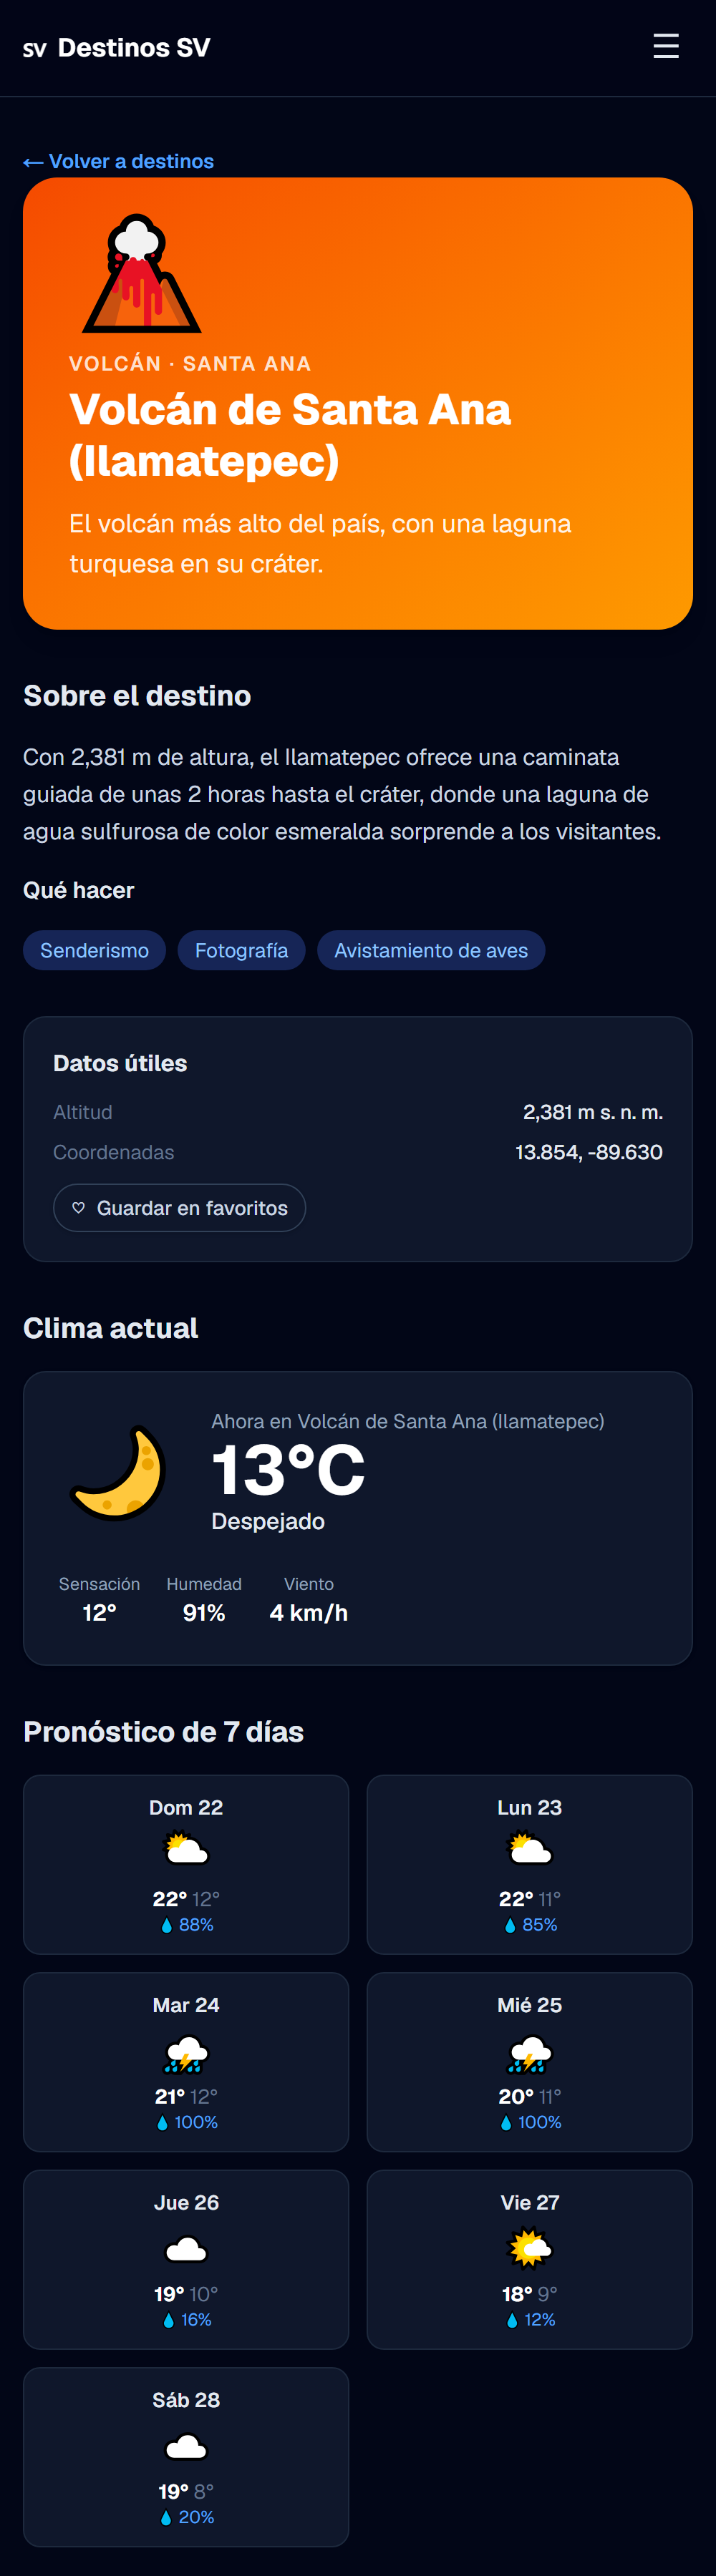 SV Destinos SV
← Volver a destinos
VOLCÁN · SANTA ANA
Volcán de Santa Ana
(Ilamatepec)
El volcán más alto del país, con una laguna
turquesa en su cráter.
Sobre el destino
Con 2,381 m de altura, el Ilamatepec ofrece una caminata
guiada de unas 2 horas hasta el cráter, donde una laguna de
agua sulfurosa de color esmeralda sorprende a los visitantes.
Qué hacer
Senderismo Fotografía Avistamiento de aves
Datos útiles
Altitud 2,381 m s. n. m.
Coordenadas 13.854, -89.630
♡ Guardar en favoritos
Clima actual
Ahora en Volcán de Santa Ana (Ilamatepec)
13°C
Despejado
Sensación Humedad Viento
12° 91% 4 km/h
Pronóstico de 7 días
Dom 22
22° 12°
88%
Lun 23
22° 11°
85%
Mar 24
21° 12°
100%
Mié 25
20° 11°
100%
Jue 26
19° 10°
16%
Vie 27
18° 9°
12%
Sáb 28
19° 8°
20%